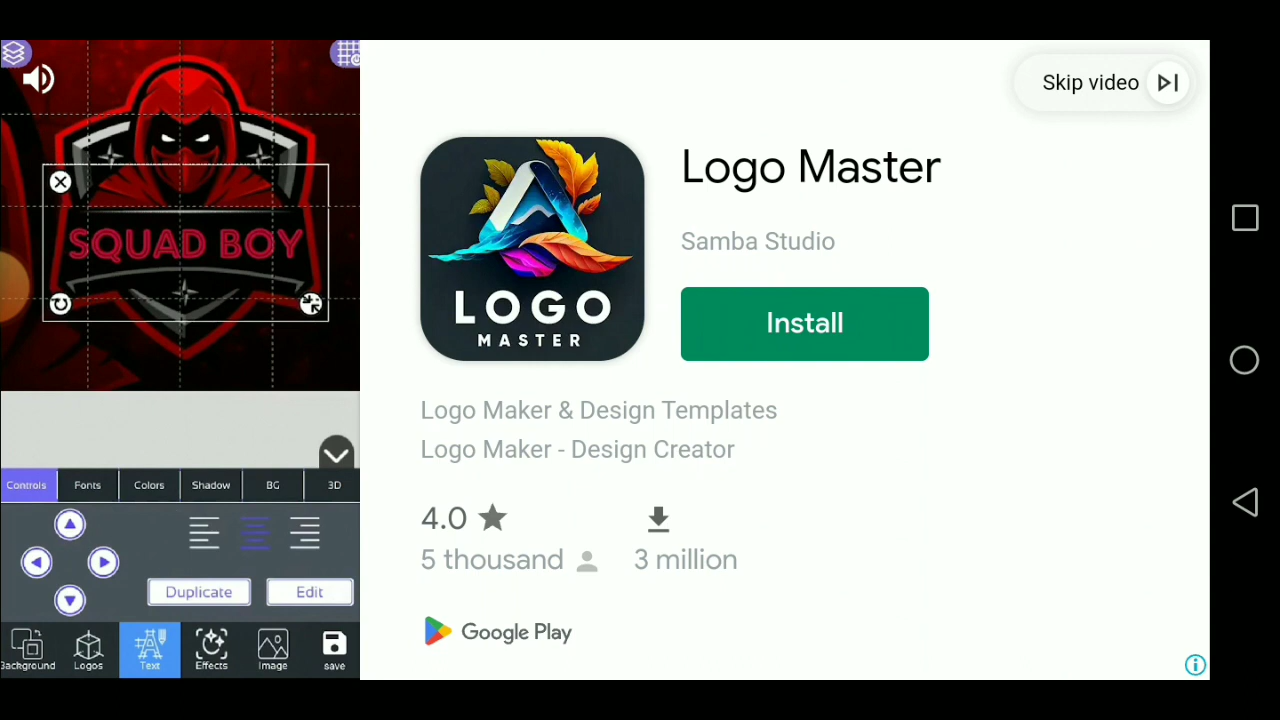 SQUAD BOY
Controls
Fonts
Colors
Shadow
BG
3D
Duplicate
Edit
Background
Logos
Text
Effects
Image
save
Skip video
LOGO
MASTER
Logo Master
Samba Studio
Install
Logo Maker & Design Templates
Logo Maker - Design Creator
4.0
5 thousand
3 million
Google Play